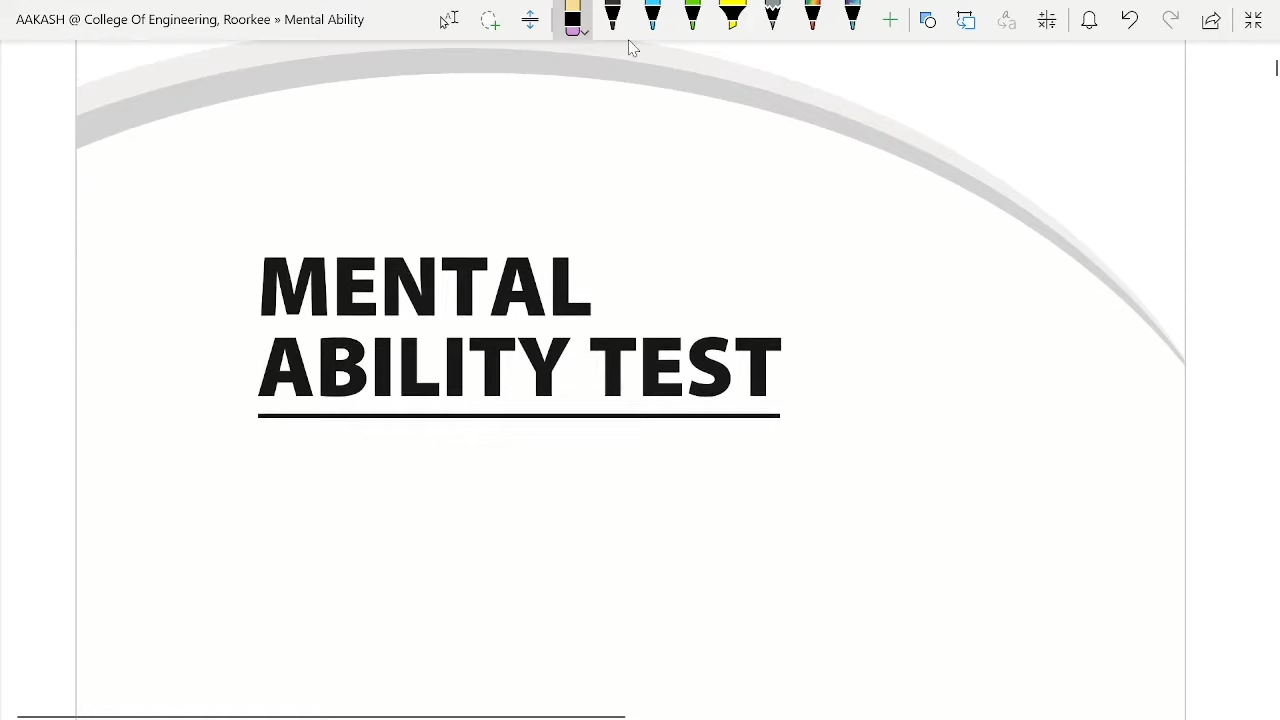 AAKASH @ College Of Engineering, Roorkee » Mental Ability
MENTAL
ABILITY TEST